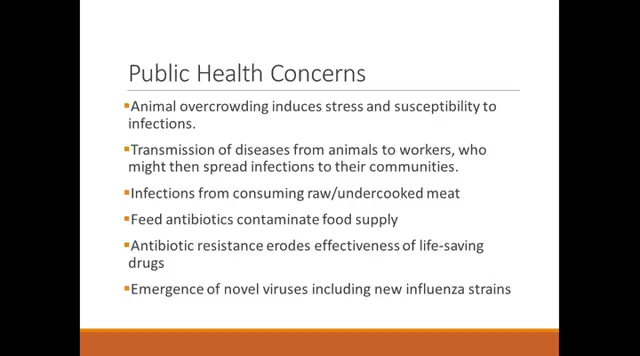 Public Health Concerns
▪Animal overcrowding induces stress and susceptibility to
infections.
▪Transmission of diseases from animals to workers, who
might then spread infections to their communities.
▪Infections from consuming raw/undercooked meat
▪Feed antibiotics contaminate food supply
▪Antibiotic resistance erodes effectiveness of life-saving
drugs
▪Emergence of novel viruses including new influenza strains